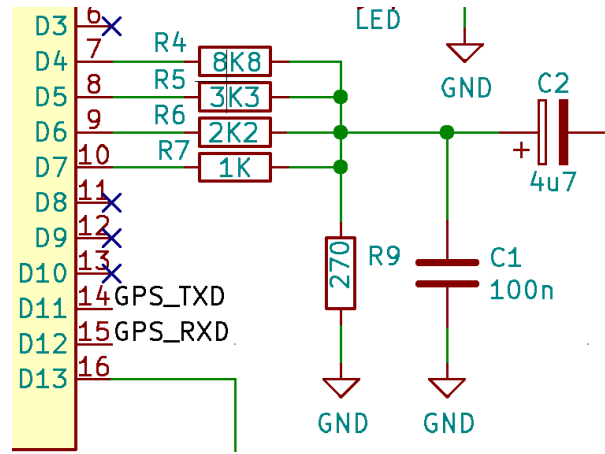 D3 6
LED
D4 7 R4 8K8
GND
C2
D5 8 R5 3K3
D6 9 R6 2K2
+
4u7
D7 10 R7 1K
D8 11
D9 12
D10 13
270 R9
C1
100n
D11 14 GPS_TXD
D12 15 GPS_RXD
D13 16
GND
GND